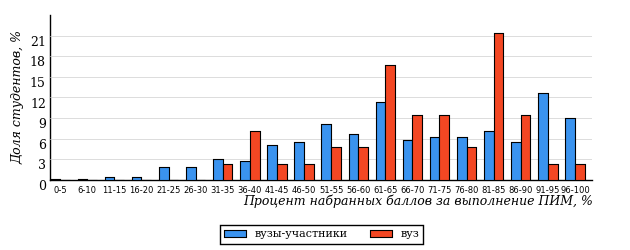 Доля студентов, %
21
18
15
12
9
6
3
0
0-5 6-10 11-15 16-20 21-25 26-30 31-35 36-40 41-45 46-50 51-55 56-60 61-65 66-70 71-75 76-80 81-85 86-90 91-95 96-100
Процент набранных баллов за выполнение ПИМ, %
вузы-участники вуз